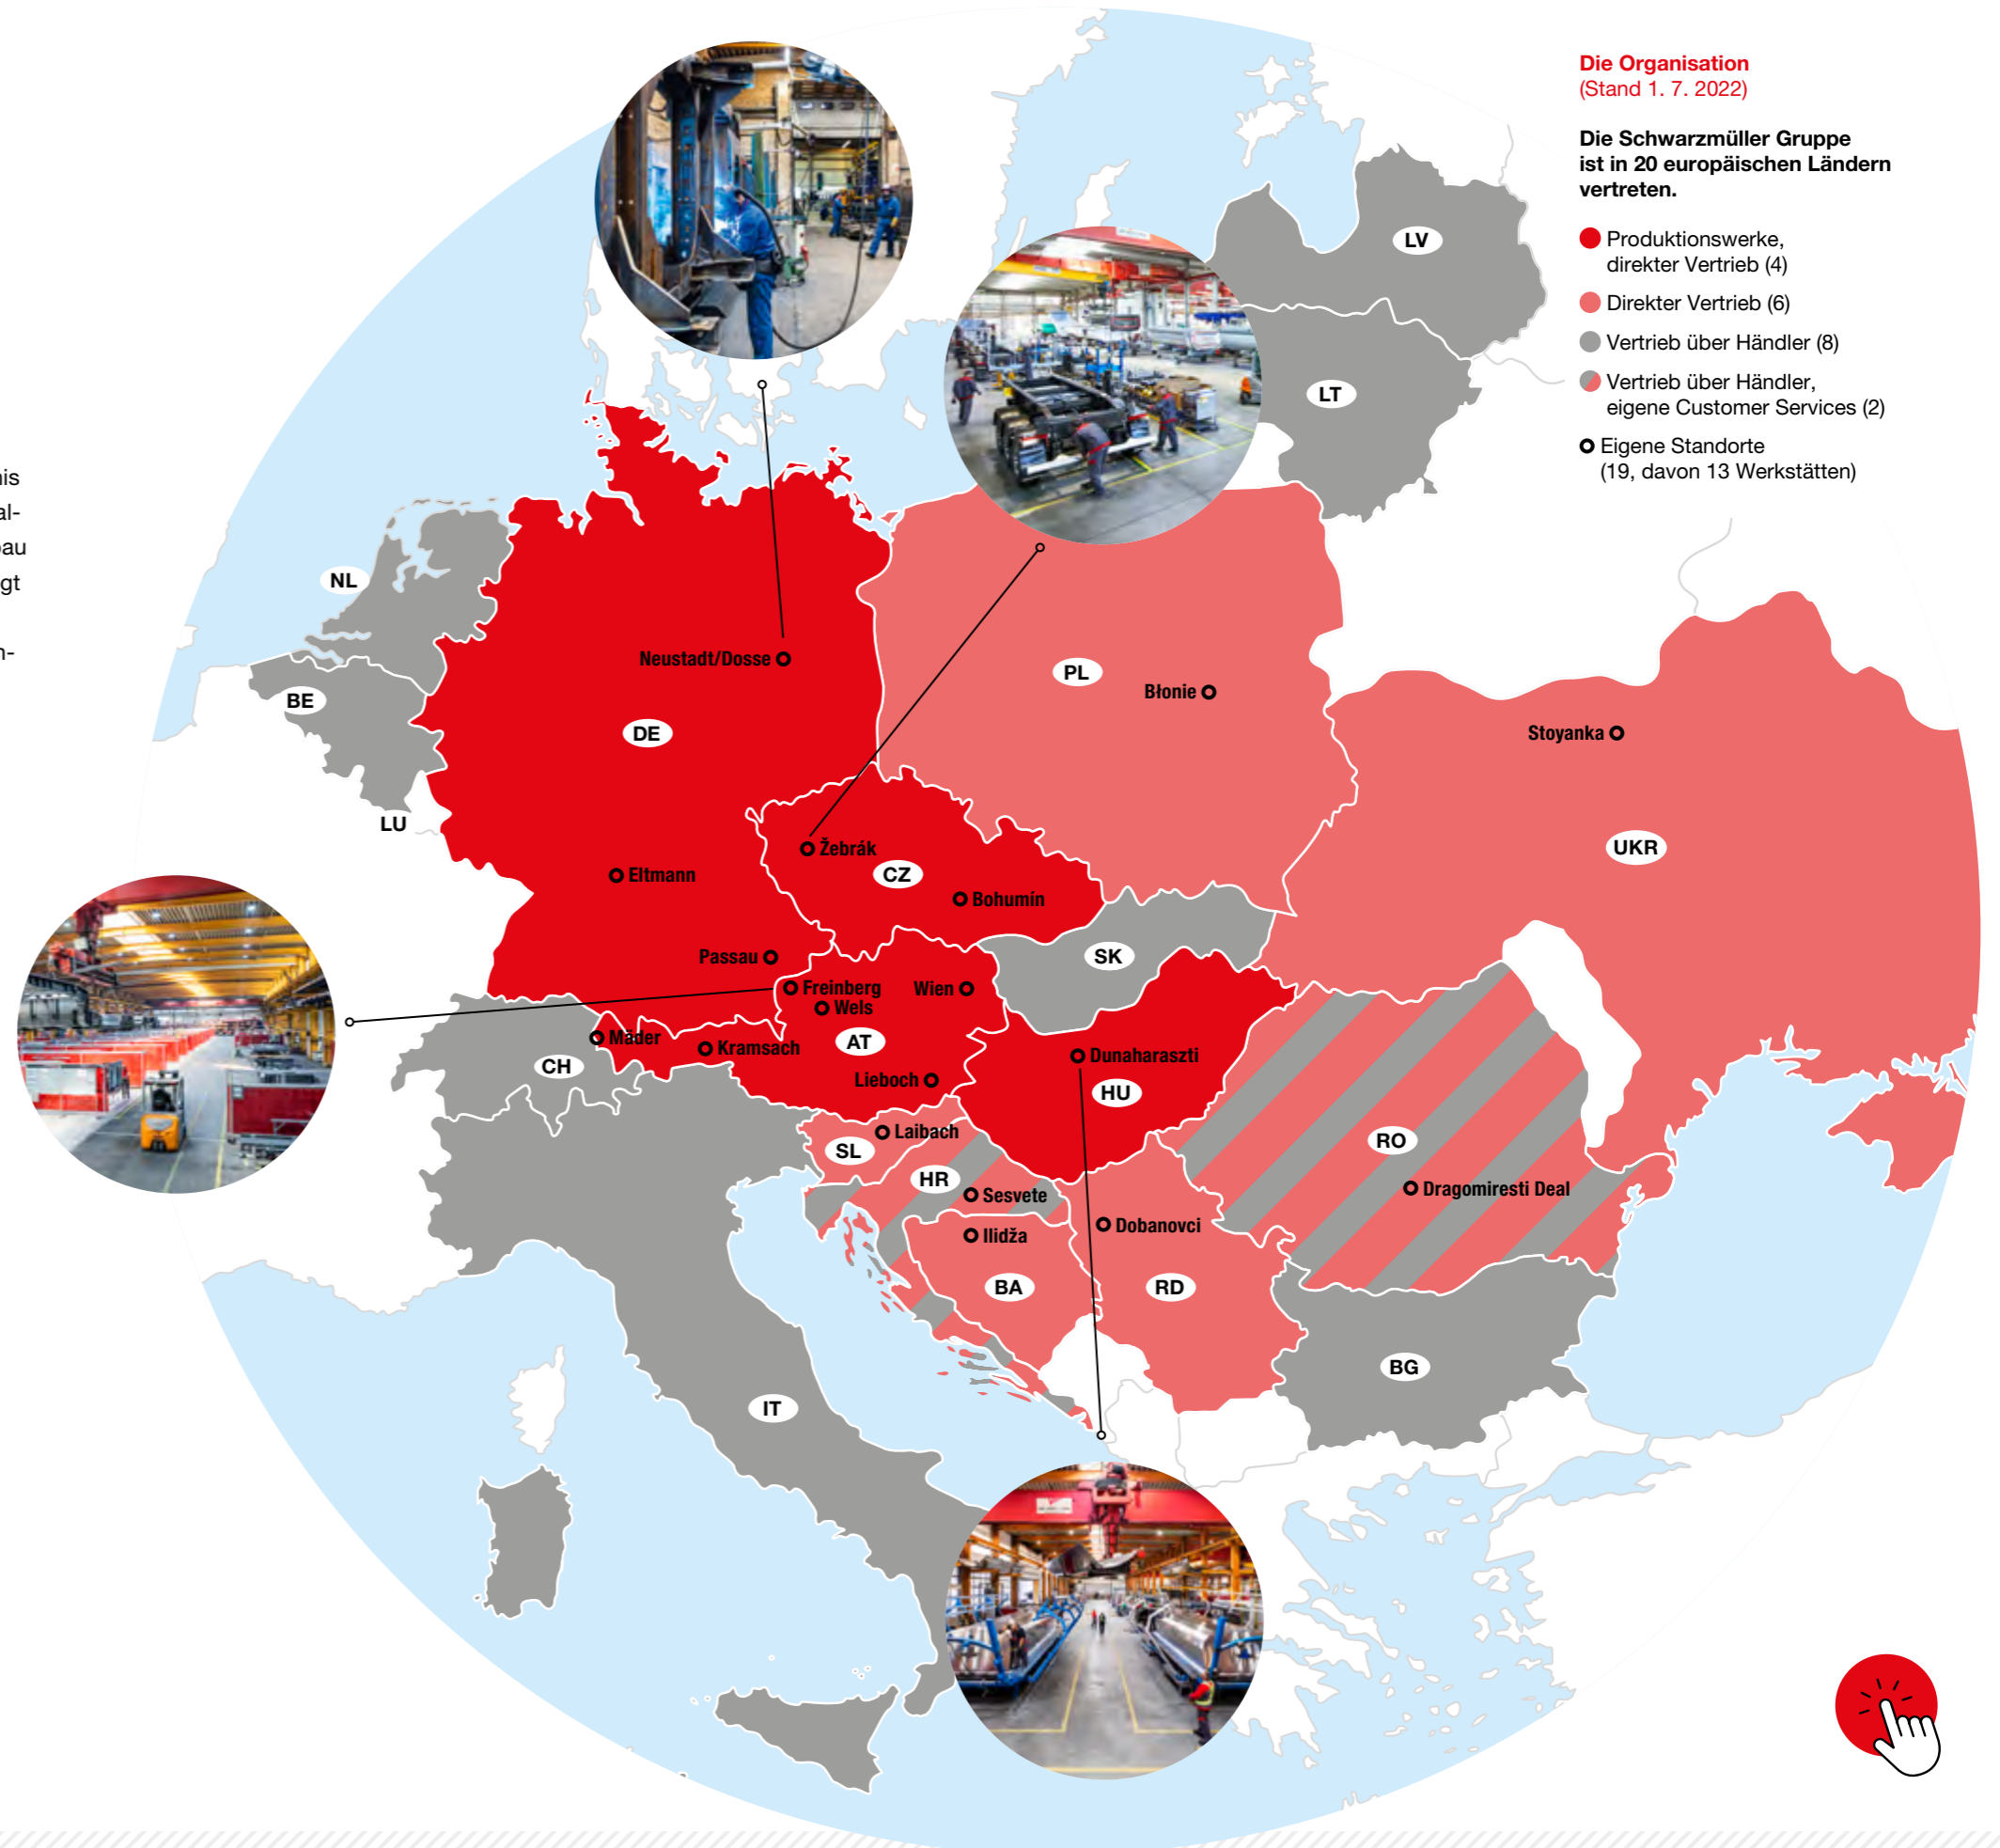 Die Organisation
(Stand 1. 7. 2022)
Die Schwarzmüller Gruppe
ist in 20 europäischen Ländern
vertreten.
Produktionswerke,
direkter Vertrieb (4)
Direkter Vertrieb (6)
Vertrieb über Händler (8)
Vertrieb über Händler,
eigene Customer Services (2)
Eigene Standorte
(19, davon 13 Werkstätten)
nis
al-
bau
gt
n-
LV
LT
NL
BE
LU
DE
Neustadt/Dosse
PL
Błonie
Stoyanka
UKR
Žebrák
CZ
Bohumín
Eltmann
Passau
SK
Freinberg
Wels
Wien
AT
Mäder
Kramsach
Lieboch
CH
Dunaharaszti
HU
Laibach
SL
HR
Sesvete
RO
Dragomiresti Deal
Ilidža
BA
Dobanovci
RD
BG
IT